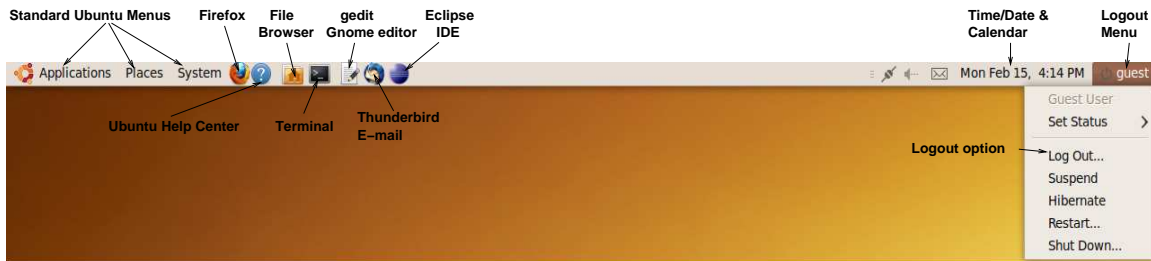 Standard Ubuntu Menus
Firefox
File
Browser
gedit
Gnome editor
Eclipse
IDE
Time/Date &
Calendar
Logout
Menu
Applications Places System
Mon Feb 15, 4:14 PM
guest
Ubuntu Help Center
Terminal
Thunderbird
E-mail
Guest User
Set Status
Logout option
Log Out...
Suspend
Hibernate
Restart...
Shut Down...